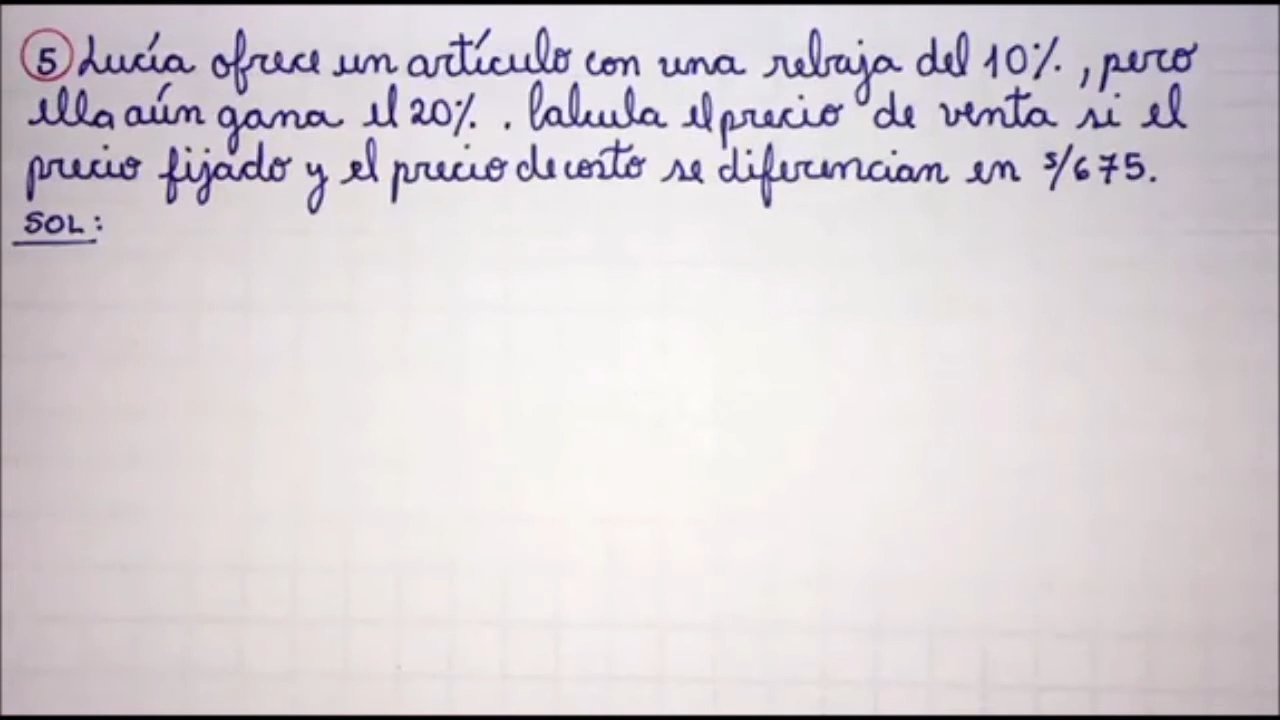 5 Lucía ofrece un artículo con una rebaja del 10%, pero
ella aún gana el 20%. Calcula el precio de venta si el
precio fijado y el precio de costo se diferencian en s/675.
SOL: